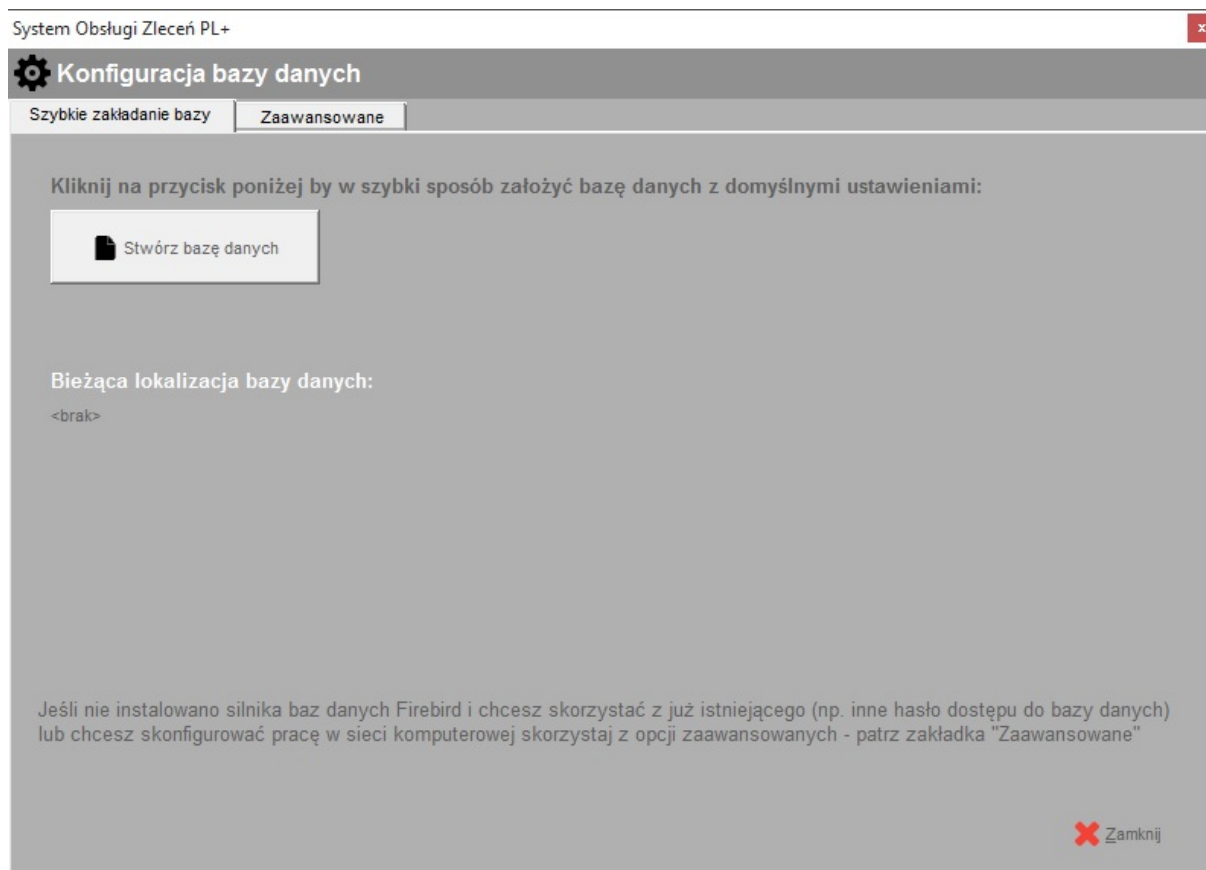 System Obsługi Zleceń PL+
x
Konfiguracja bazy danych
Szybkie zakładanie bazy
Zaawansowane
Kliknij na przycisk poniżej by w szybki sposób założyć bazę danych z domyślnymi ustawieniami:
Stwórz bazę danych
Bieżąca lokalizacja bazy danych:
<brak>
Jeśli nie instalowano silnika baz danych Firebird i chcesz skorzystać z już istniejącego (np. inne hasło dostępu do bazy danych)
lub chcesz skonfigurować pracę w sieci komputerowej skorzystaj z opcji zaawansowanych - patrz zakładka "Zaawansowane"
Zamknij